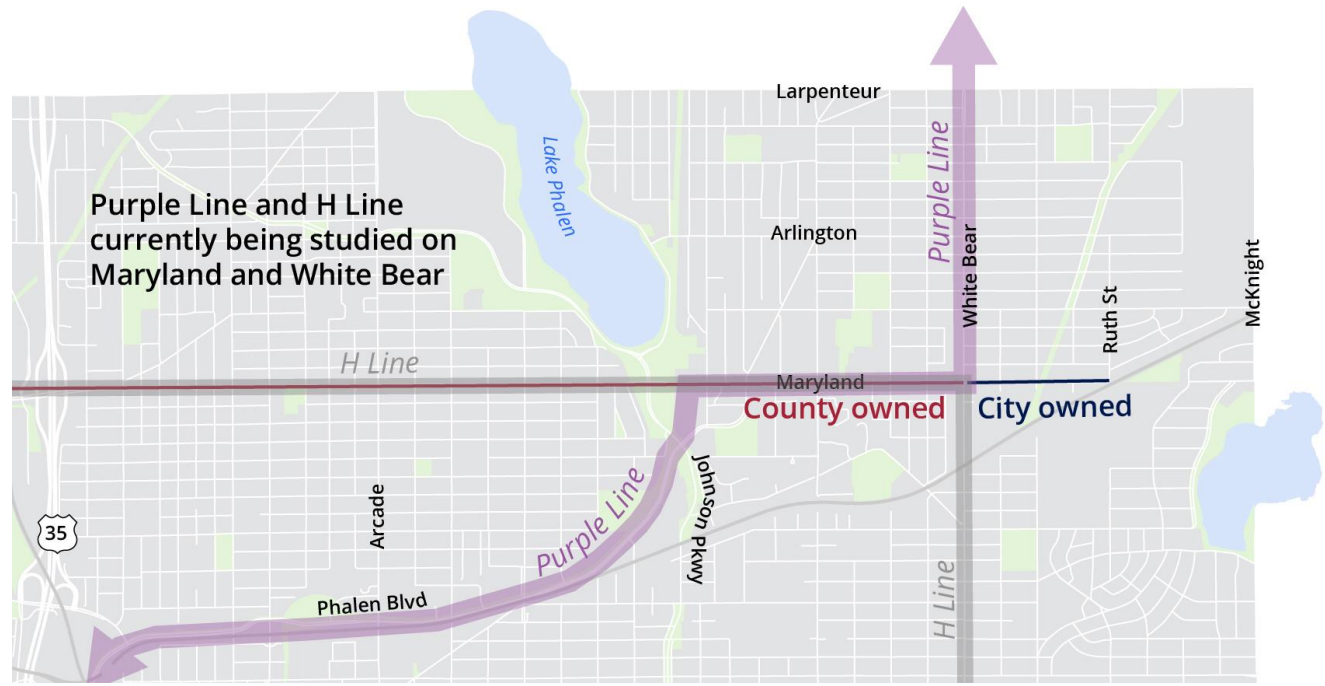 Larpenteur
Lake Phalen
Purple Line
Purple Line and H Line
currently being studied on
Maryland and White Bear
Arlington
White Bear
McKnight
Ruth St
H Line
Maryland
County owned
City owned
Johnson Pkwy
Arcade
Purple Line
35
Phalen Blvd
H Line